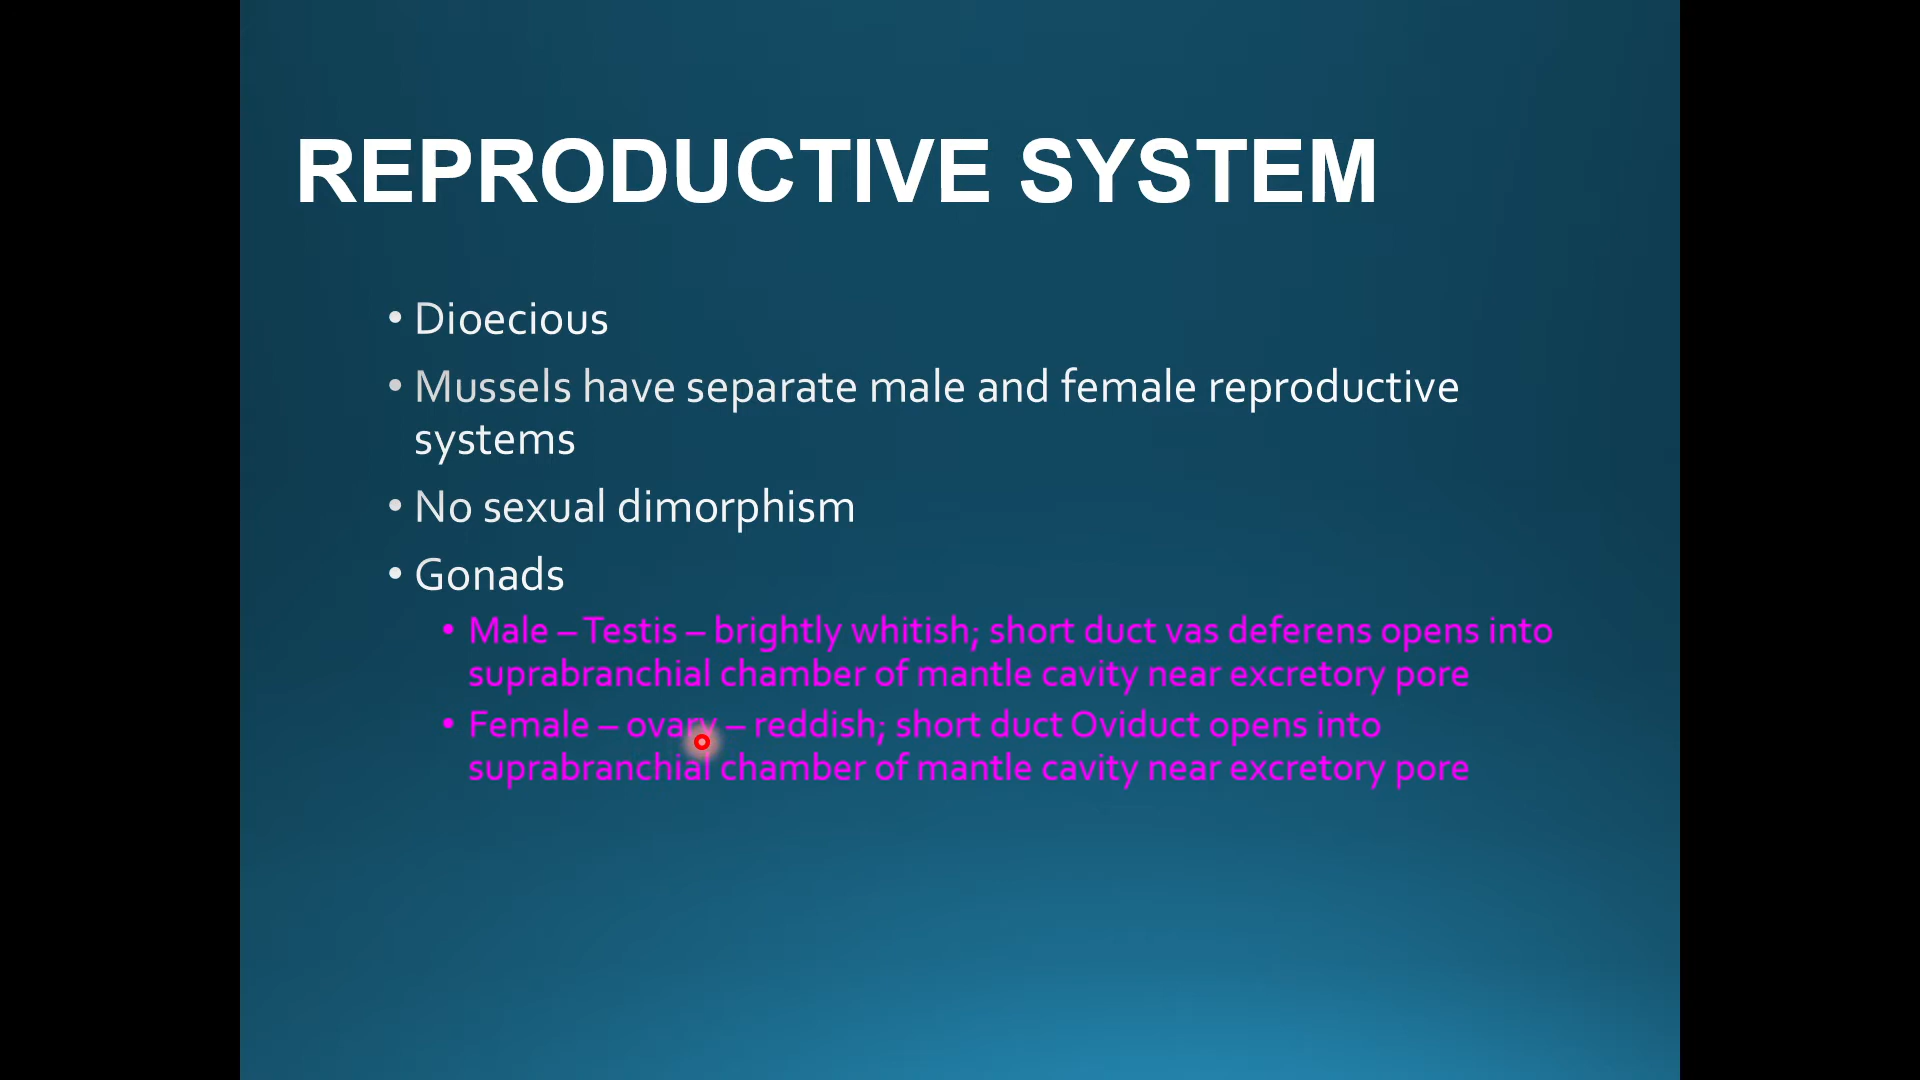 REPRODUCTIVE SYSTEM
• Dioecious
• Mussels have separate male and female reproductive
systems
• No sexual dimorphism
• Gonads
• Male – Testis – brightly whitish; short duct vas deferens opens into
suprabranchial chamber of mantle cavity near excretory pore
• Female – ovary – reddish; short duct Oviduct opens into
suprabranchial chamber of mantle cavity near excretory pore